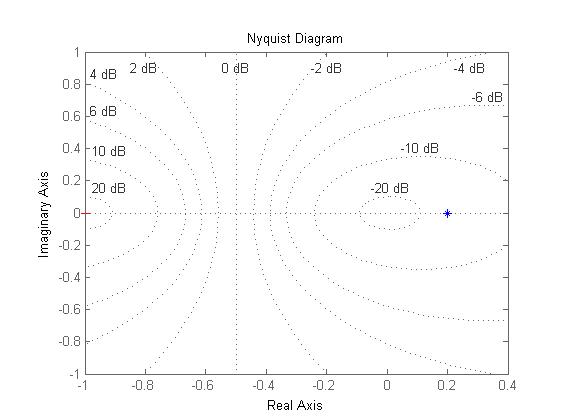 Nyquist Diagram
1
0.8
0.6
0.4
0.2
0
-0.2
-0.4
-0.6
-0.8
-1
Imaginary Axis
4 dB
2 dB
0 dB
-2 dB
-4 dB
6 dB
-6 dB
10 dB
-10 dB
20 dB
-20 dB
-1
-0.8
-0.6
-0.4
-0.2
0
0.2
0.4
Real Axis